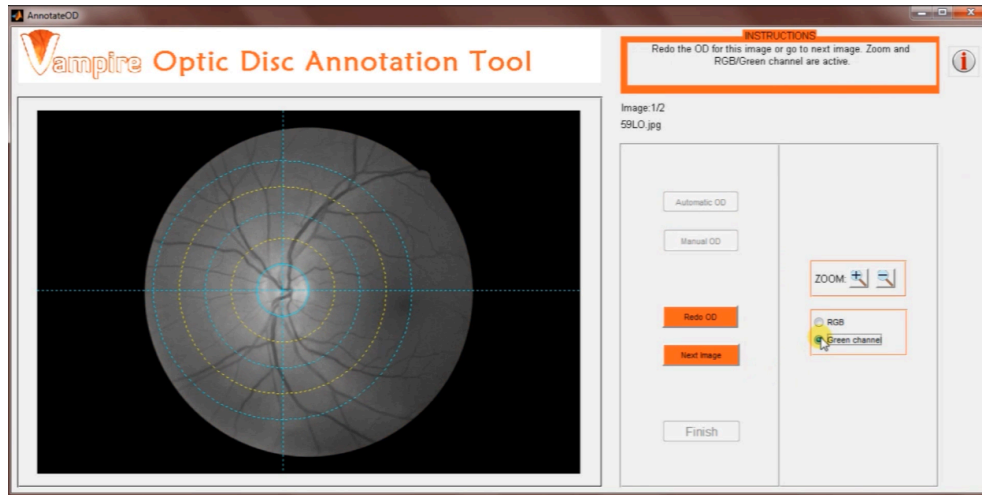 AnnotateOD
Vampire Optic Disc Annotation Tool
INSTRUCTIONS
Redo the OD for this image or go to next image. Zoom and
RGB/Green channel are active.
Image:1/2
59LO.jpg
Automatic OD
Manual OD
ZOOM:
Redo OD
RGB
Green channel
Next Image
Finish